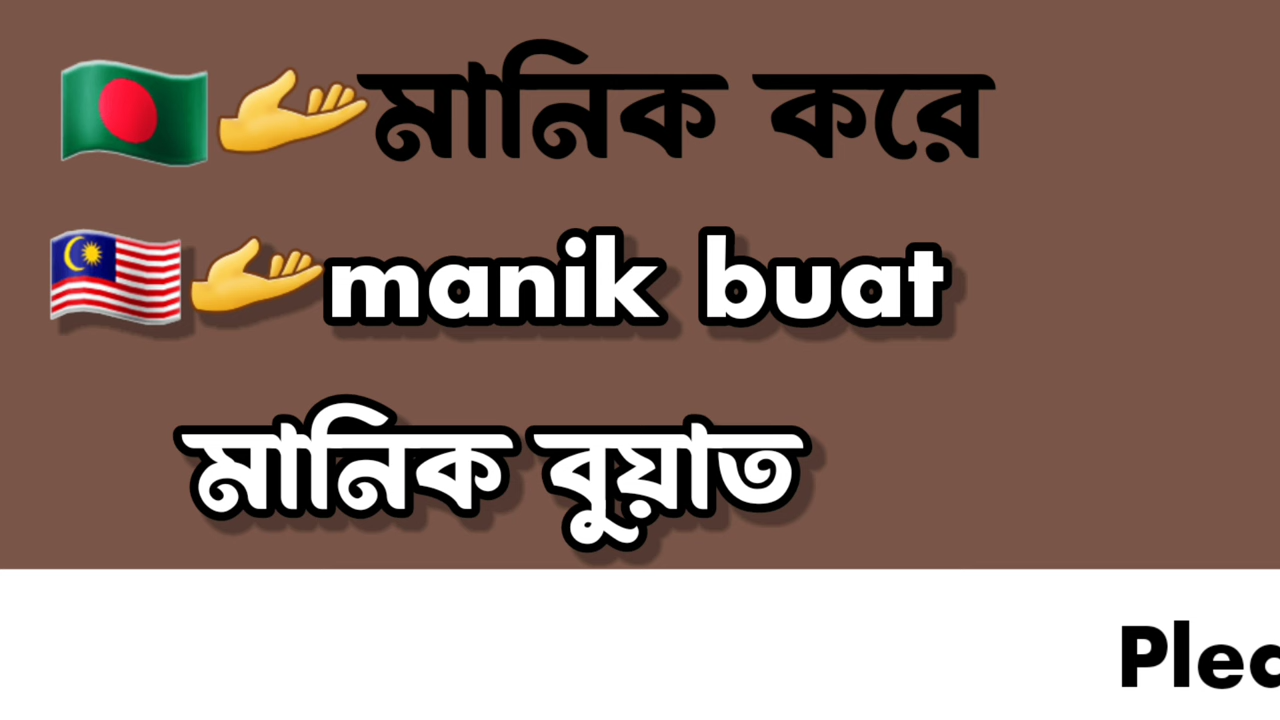 মানিক করে
manik buat
মানিক বুয়াত